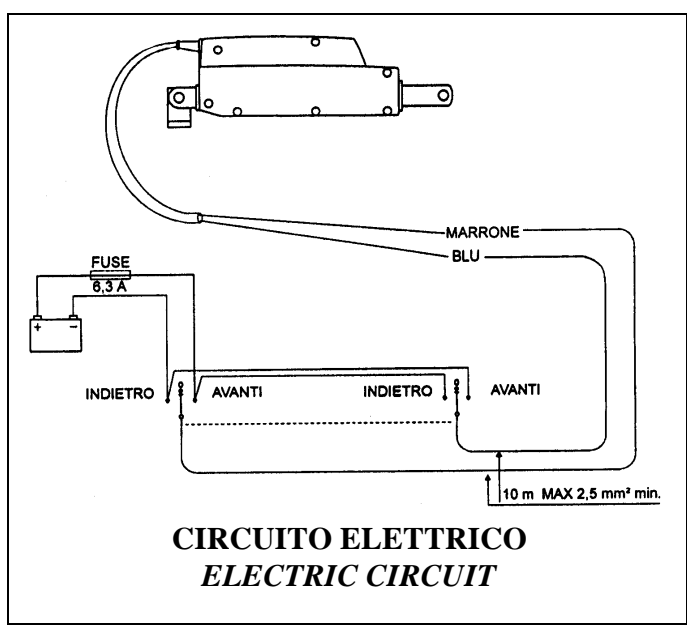 MARRONE
BLU
FUSE
6,3 A
+ −
INDIETRO AVANTI INDIETRO AVANTI
10 m MAX 2,5 mm² min.
CIRCUITO ELETTRICO
ELECTRIC CIRCUIT